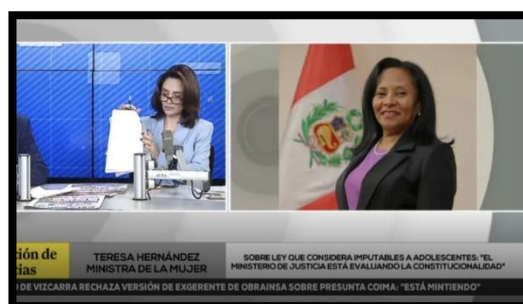 ción de
cias
TERESA HERNÁNDEZ
MINISTRA DE LA MUJER
SOBRE LEY QUE CONSIDERA IMPUTABLES A ADOLESCENTES: "EL
MINISTERIO DE JUSTICIA ESTÁ EVALUANDO LA CONSTITUCIONALIDAD"
O DE VIZCARRA RECHAZA VERSIÓN DE EXGERENTE DE OBRAINSA SOBRE PRESUNTA COIMA: "ESTÁ MINTIENDO"